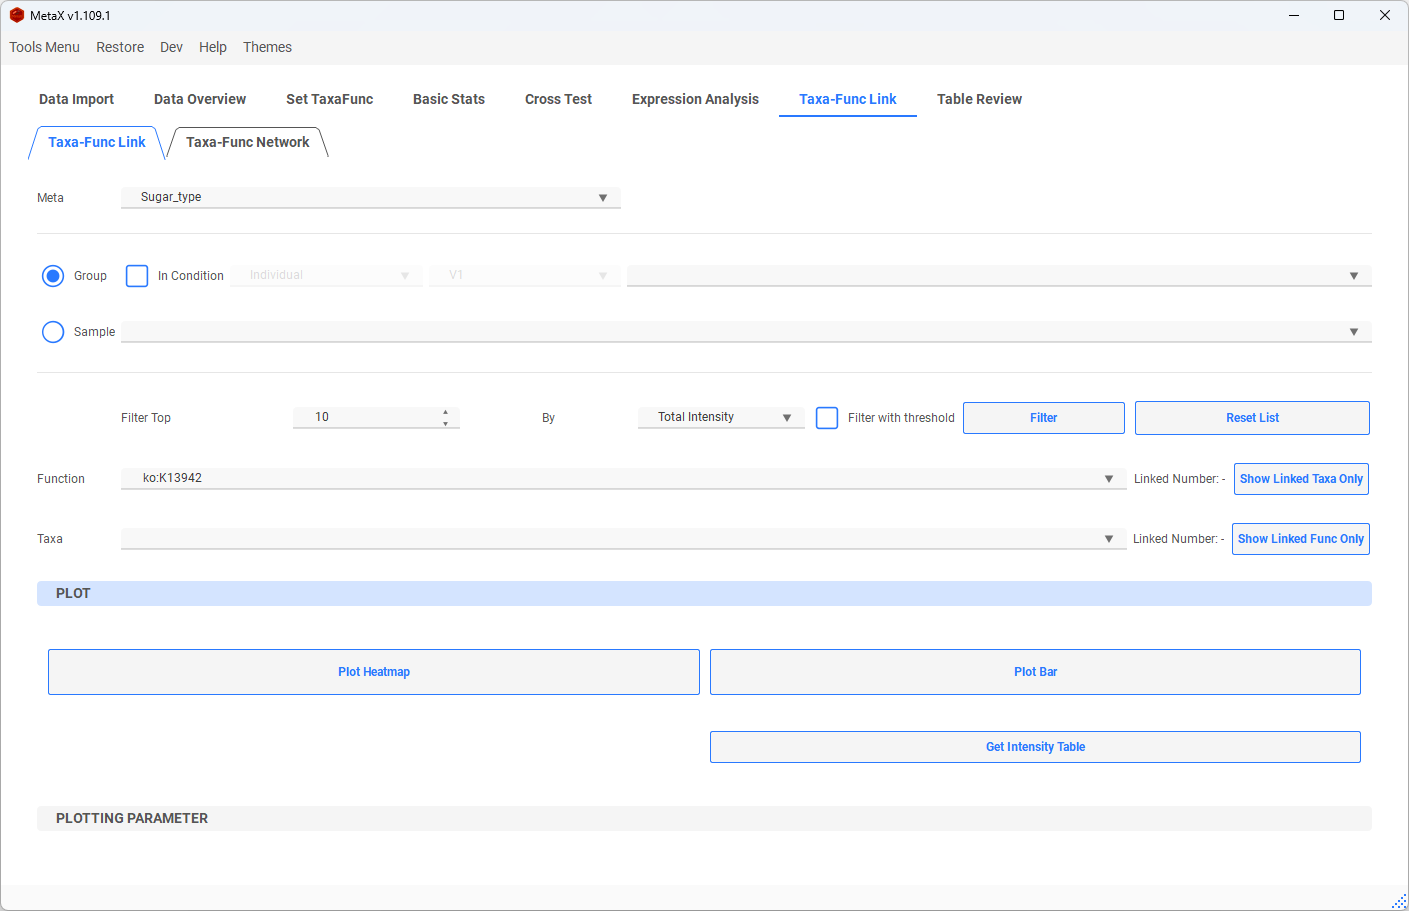 MetaX v1.109.1
Tools Menu Restore Dev Help Themes
Data Import Data Overview Set TaxaFunc Basic Stats Cross Test Expression Analysis Taxa-Func Link Table Review
Taxa-Func Link Taxa-Func Network
Meta Sugar_type
Group In Condition Individual V1
Sample
Filter Top 10 By Total Intensity Filter with threshold Filter Reset List
Function ko:K13942 Linked Number: - Show Linked Taxa Only
Taxa Linked Number: - Show Linked Func Only
PLOT
Plot Heatmap Plot Bar
Get Intensity Table
PLOTTING PARAMETER